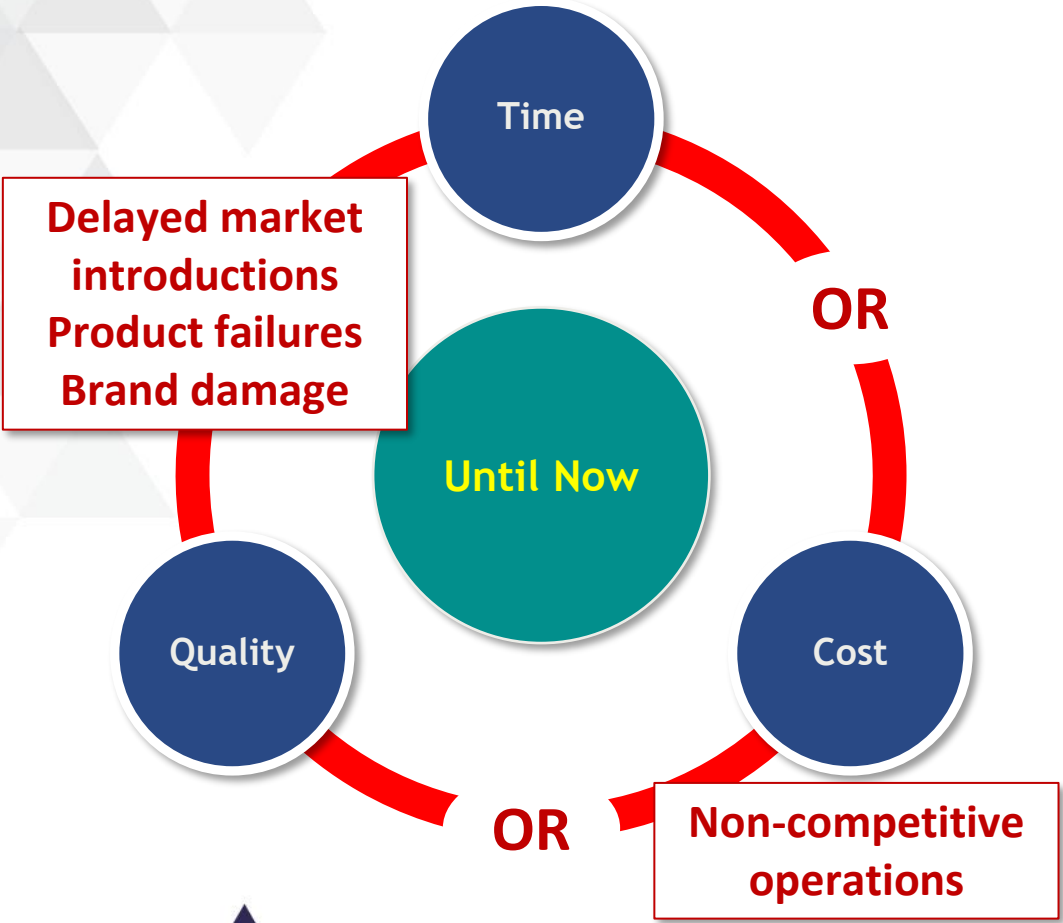 Time
Delayed market
introductions
Product failures
Brand damage
OR
Until Now
Quality
Cost
OR
Non-competitive
operations